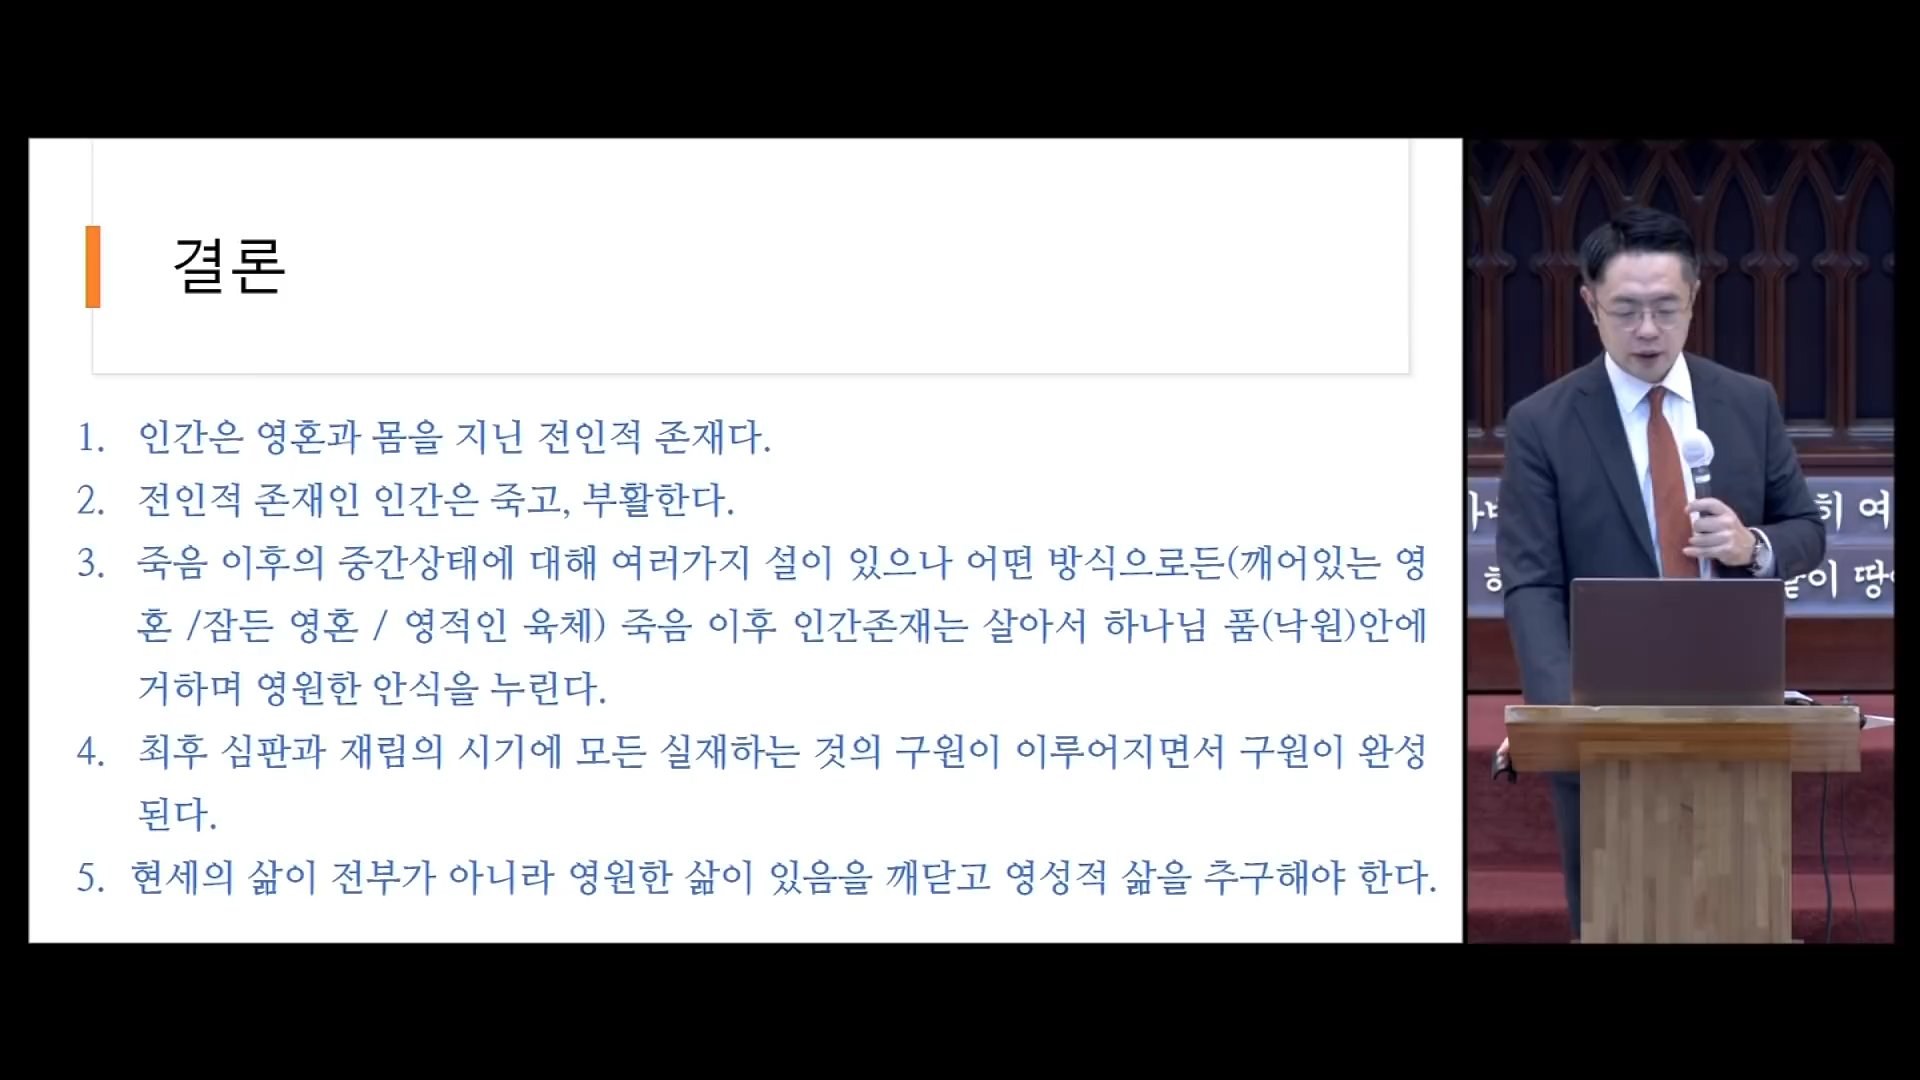 결론
1. 인간은 영혼과 몸을 지닌 전인적 존재다.
2. 전인적 존재인 인간은 죽고, 부활한다.
3. 죽음 이후의 중간상태에 대해 여러가지 설이 있으나 어떤 방식으로든(깨어있는 영
혼 /잠든 영혼 / 영적인 육체) 죽음 이후 인간존재는 살아서 하나님 품(낙원)안에
거하며 영원한 안식을 누린다.
4. 최후 심판과 재림의 시기에 모든 실재하는 것의 구원이 이루어지면서 구원이 완성
된다.
5. 현세의 삶이 전부가 아니라 영원한 삶이 있음을 깨닫고 영성적 삶을 추구해야 한다.
히 여